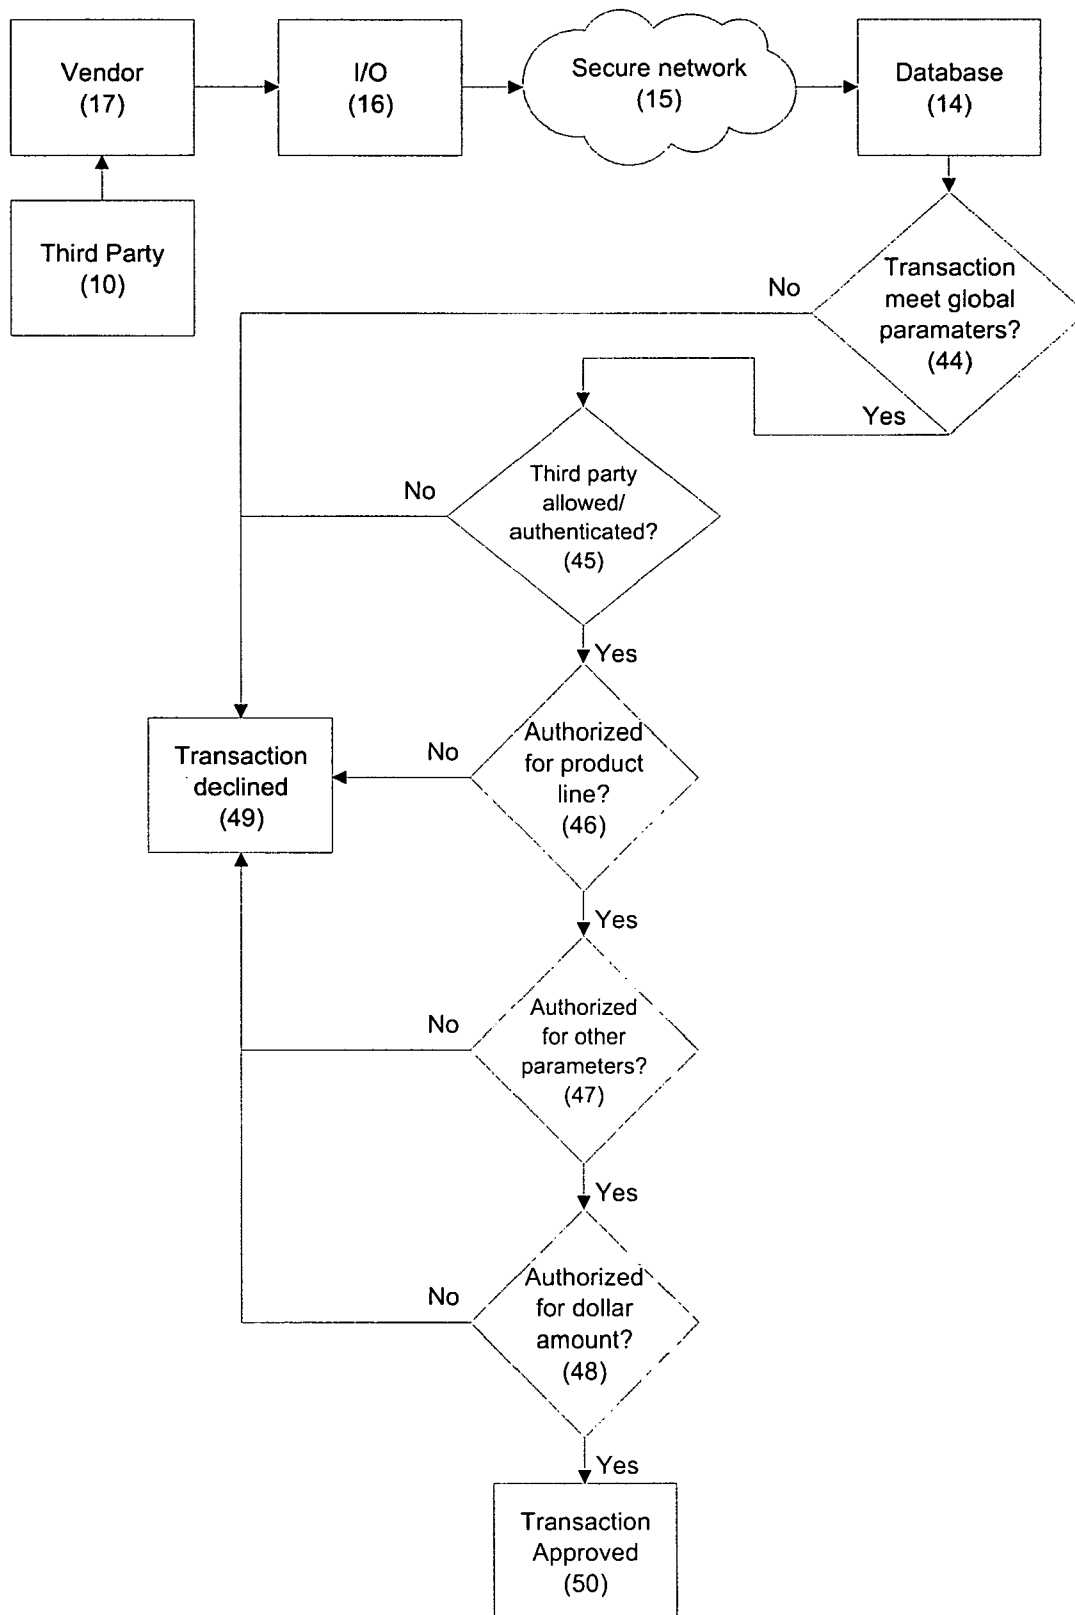 Vendor
(17)
I/O
(16)
Secure network
(15)
Database
(14)
Third Party
(10)
Transaction
meet global
paramaters?
(44)
No
Yes
Third party
allowed/
authenticated?
(45)
No
Yes
Authorized
for product
line?
(46)
No
Transaction
declined
(49)
Yes
Authorized
for other
parameters?
(47)
No
Yes
Authorized
for dollar
amount?
(48)
No
Yes
Transaction
Approved
(50)